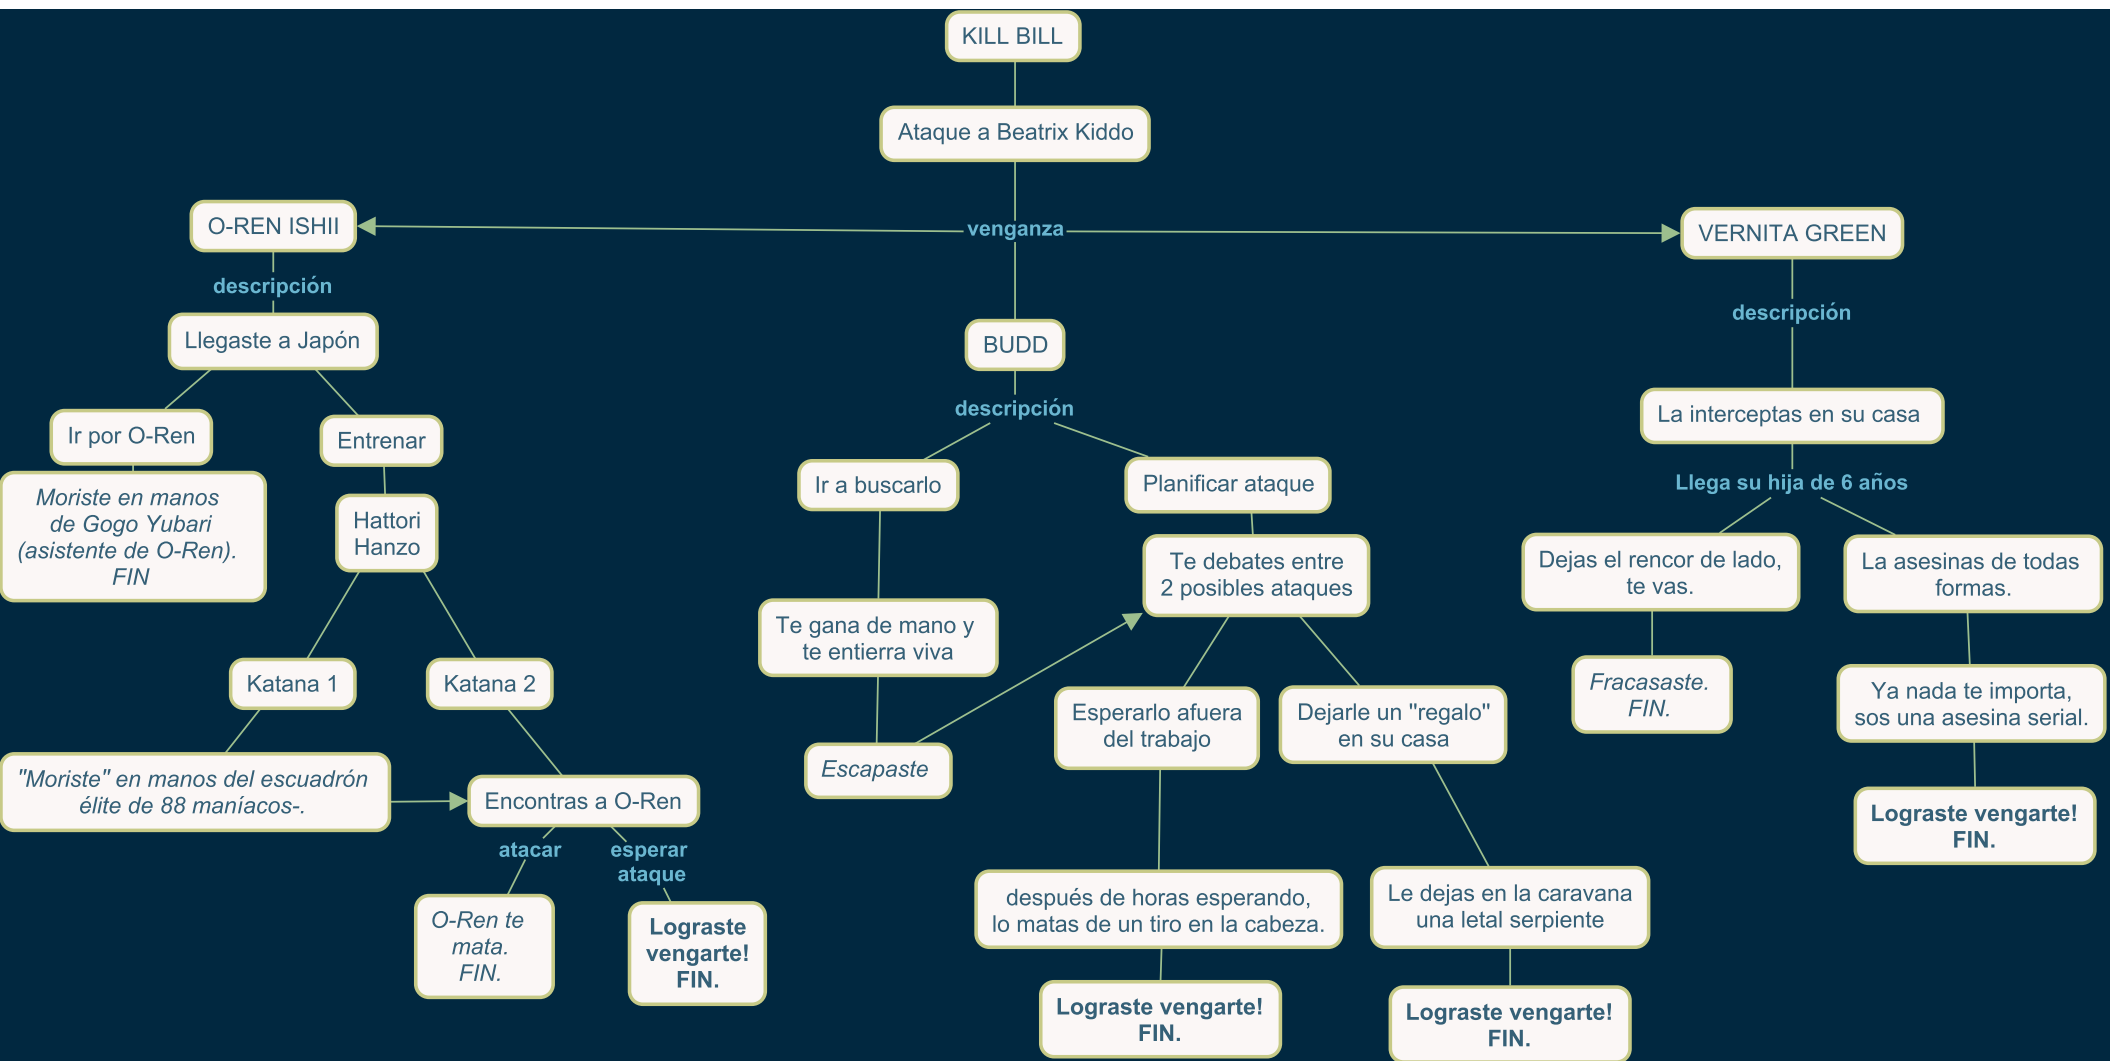 KILL BILL
Ataque a Beatrix Kiddo
venganza
O-REN ISHII
descripción
Llegaste a Japón
Ir por O-Ren
Moriste en manos
de Gogo Yubari
(asistente de O-Ren).
FIN
Entrenar
Hattori
Hanzo
Katana 1
Katana 2
"Moriste" en manos del escuadrón
élite de 88 maníacos-.
Encontras a O-Ren
atacar
esperar
ataque
O-Ren te
mata.
FIN.
Lograste
vengarte!
FIN.
BUDD
descripción
Ir a buscarlo
Te gana de mano y
te entierra viva
Escapaste
Planificar ataque
Te debates entre
2 posibles ataques
Esperarlo afuera
del trabajo
después de horas esperando,
lo matas de un tiro en la cabeza.
Lograste vengarte!
FIN.
Dejarle un "regalo"
en su casa
Le dejas en la caravana
una letal serpiente
Lograste vengarte!
FIN.
VERNITA GREEN
descripción
La interceptas en su casa
Llega su hija de 6 años
Dejas el rencor de lado,
te vas.
Fracasaste.
FIN.
La asesinas de todas
formas.
Ya nada te importa,
sos una asesina serial.
Lograste vengarte!
FIN.